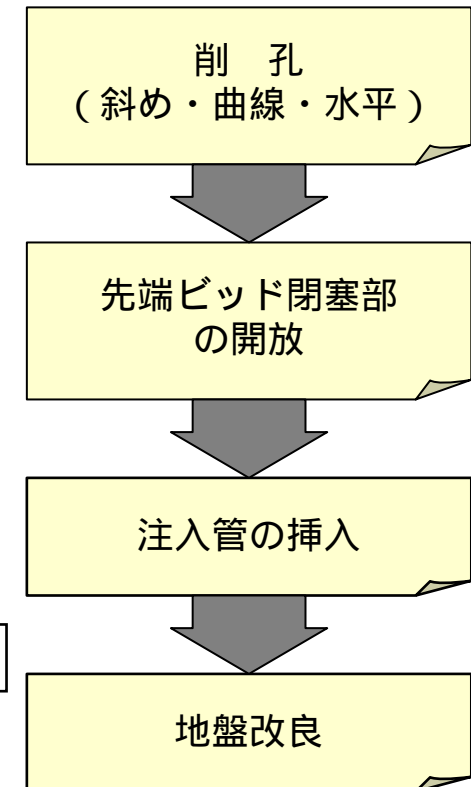 削　孔
（斜め・曲線・水平）
先端ビッド閉塞部
の開放
注入管の挿入
地盤改良